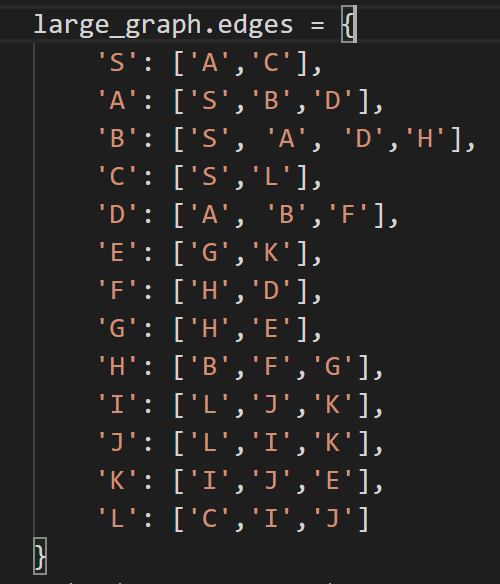 large_graph.edges = {
'S': ['A','C'],
'A': ['S','B','D'],
'B': ['S', 'A', 'D','H'],
'C': ['S','L'],
'D': ['A', 'B','F'],
'E': ['G','K'],
'F': ['H','D'],
'G': ['H','E'],
'H': ['B','F','G'],
'I': ['L','J','K'],
'J': ['L','I','K'],
'K': ['I','J','E'],
'L': ['C','I','J']
}